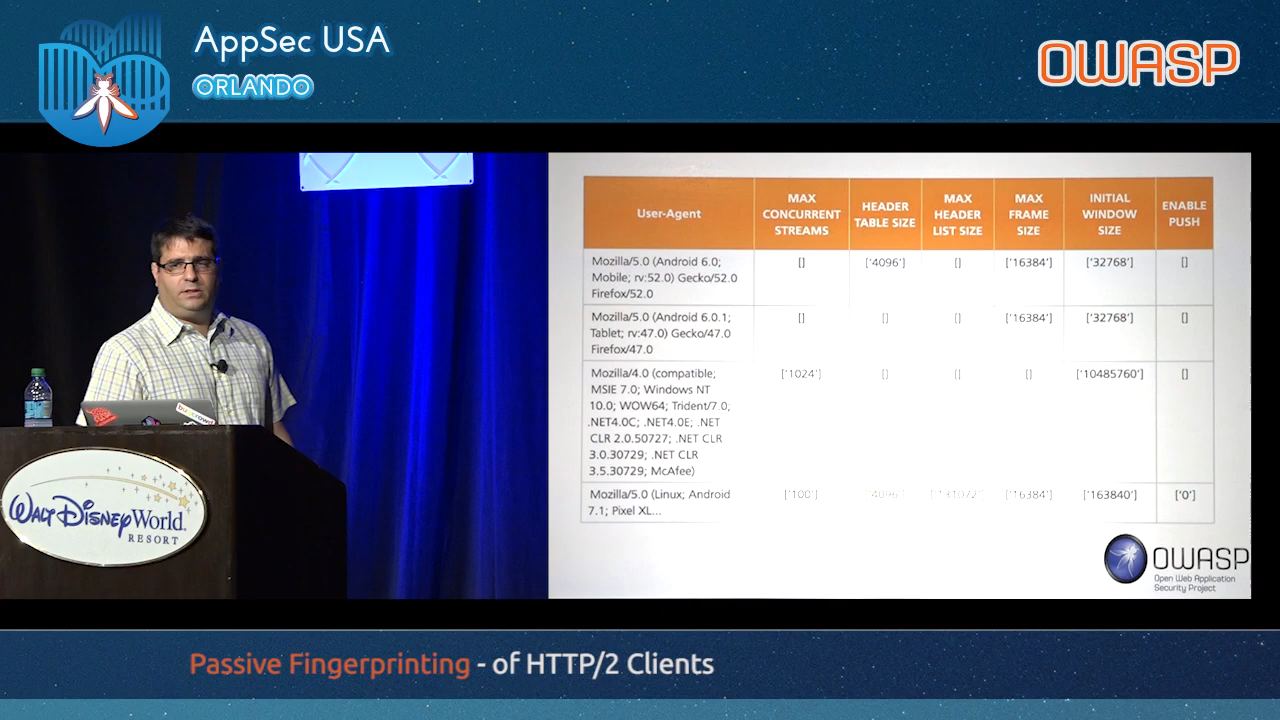 AppSec USA
ORLANDO
OWASP
User-Agent
MAX
CONCURRENT
STREAMS
HEADER
TABLE SIZE
MAX
HEADER
LIST SIZE
MAX
FRAME
SIZE
INITIAL
WINDOW
SIZE
ENABLE
PUSH
Mozilla/5.0 (Android 6.0;
Mobile; rv:52.0) Gecko/52.0
Firefox/52.0
[]
['4096']
[]
['16384']
['32768']
[]
Mozilla/5.0 (Android 6.0.1;
Tablet; rv:47.0) Gecko/47.0
Firefox/47.0
[]
[]
[]
['16384']
['32768']
[]
Mozilla/4.0 (compatible;
MSIE 7.0; Windows NT
10.0; WOW64; Trident/7.0;
.NET4.0C; .NET4.0E; .NET
CLR 2.0.50727; .NET CLR
3.0.30729; .NET CLR
3.5.30729; McAfee)
['1024']
[]
[]
[]
['10485760']
[]
Mozilla/5.0 (Linux; Android
7.1; Pixel XL...
['100']
['4096']
['131072']
['16384']
['163840']
['0']
OWASP
Open Web Application
Security Project
bugcrowd
WALT DISNEY World.
RESORT
Passive Fingerprinting - of HTTP/2 Clients